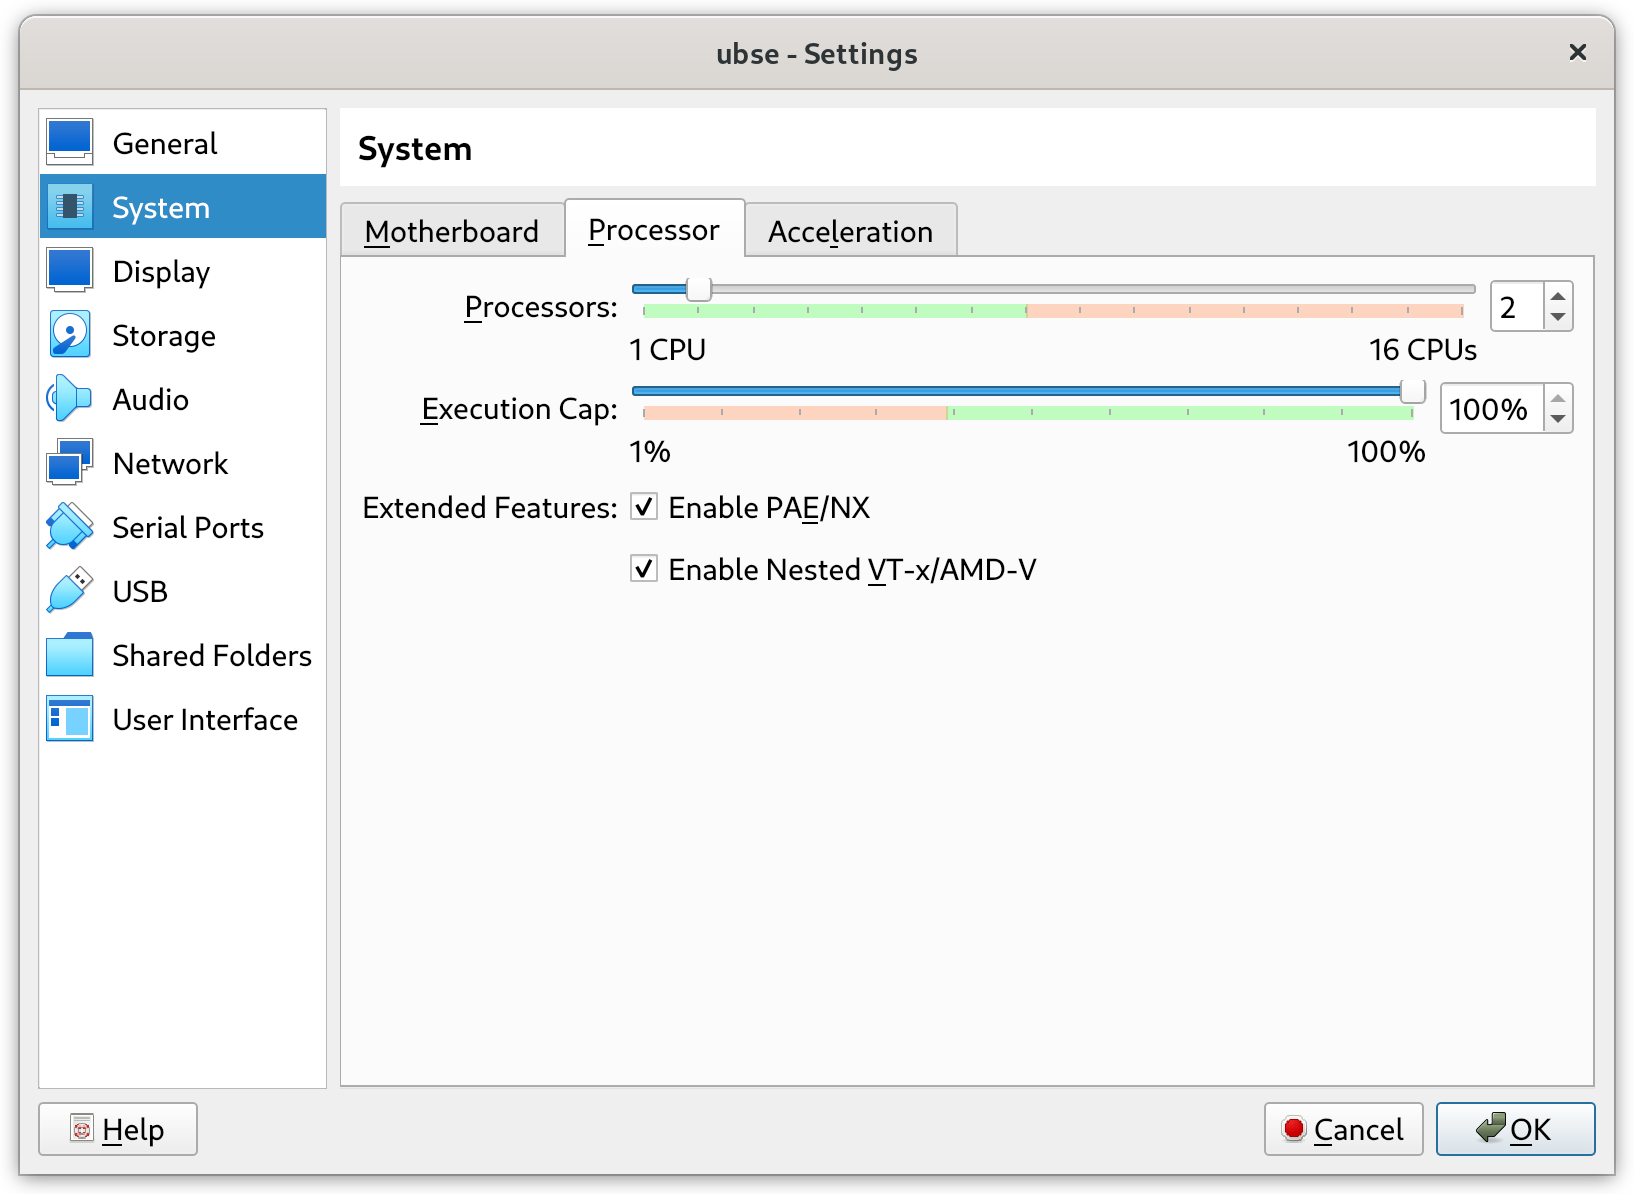 ubse - Settings
General
System
Display
Storage
Audio
Network
Serial Ports
USB
Shared Folders
User Interface
System
Motherboard
Processor
Acceleration
Processors:
2
1 CPU
16 CPUs
Execution Cap:
100%
1%
100%
Extended Features:
Enable PAE/NX
Enable Nested VT-x/AMD-V
Help
Cancel
OK